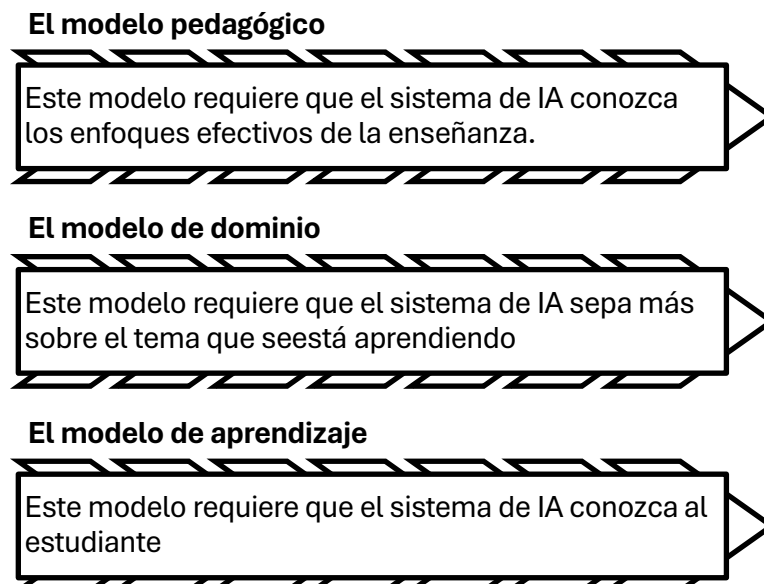 El modelo pedagógico
Este modelo requiere que el sistema de IA conozca
los enfoques efectivos de la enseñanza.
El modelo de dominio
Este modelo requiere que el sistema de IA sepa más
sobre el tema que seestá aprendiendo
El modelo de aprendizaje
Este modelo requiere que el sistema de IA conozca al
estudiante